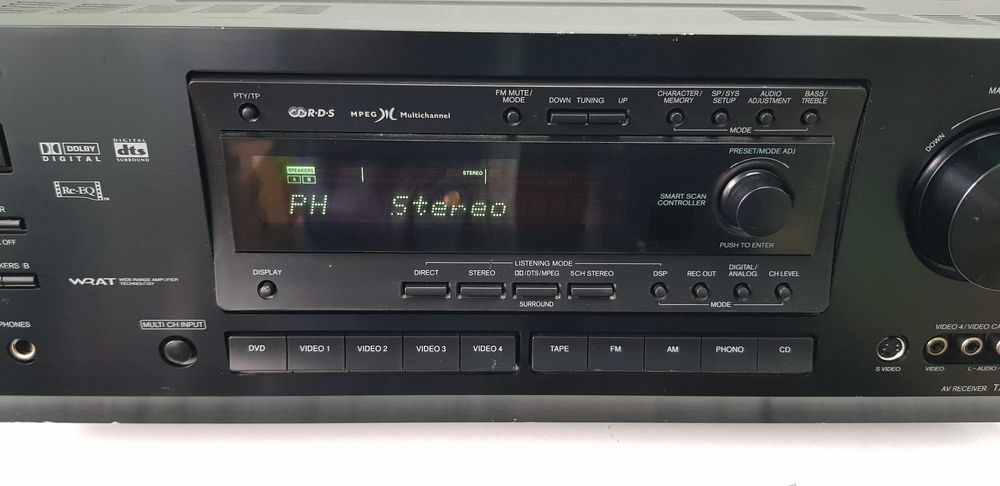 PTY/TP
R·D·S
MPEG Multichannel
FM MUTE/
MODE
DOWN TUNING UP
CHARACTER/
MEMORY
SP/SYS
SETUP
AUDIO
ADJUSTMENT
BASS/
TREBLE
MODE
DOLBY
DIGITAL
DIGITAL
dts
SURROUND
Re-EQ
TM
WRAT WIDE RANGE AMPLIFIER
TECHNOLOGY
OFF
B
SPEAKERS
A B
STEREO
PH Stereo
PRESET/MODE ADJ
SMART SCAN
CONTROLLER
PUSH TO ENTER
DOWN
DISPLAY
LISTENING MODE
DIRECT
STEREO
/DTS/MPEG
SURROUND
5CH STEREO
DSP
REC OUT
DIGITAL/
ANALOG
CH LEVEL
MODE
MULTI CH INPUT
DVD
VIDEO 1
VIDEO 2
VIDEO 3
VIDEO 4
TAPE
FM
AM
PHONO
CD
VIDEO 4/VIDEO CA
S VIDEO
VIDEO
L-AUDIO-
AV RECEIVER